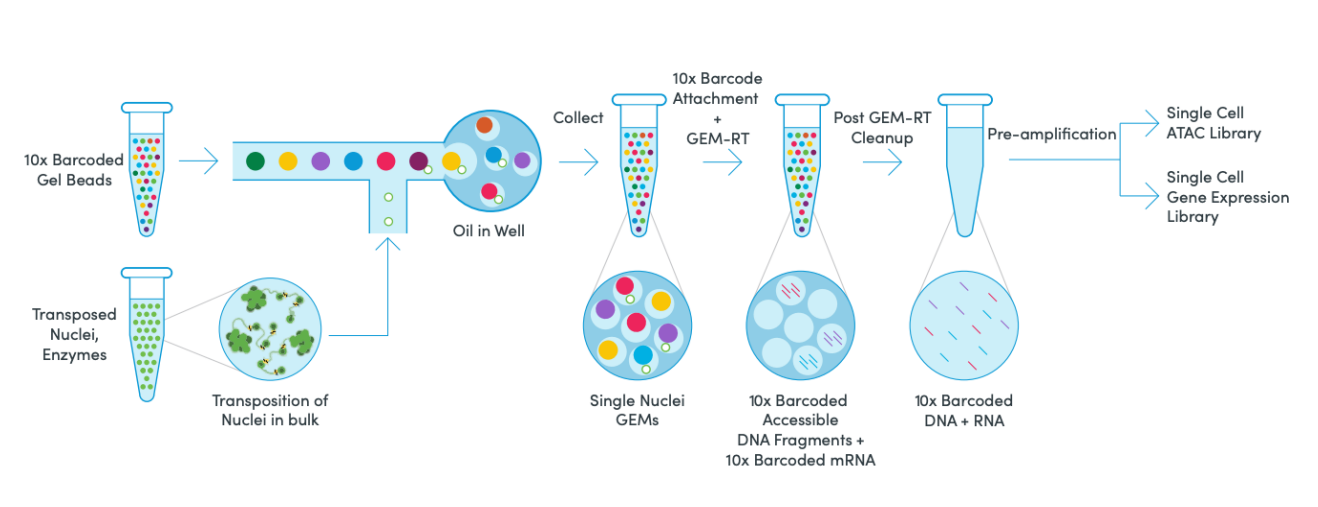 10x Barcoded
Gel Beads
Oil in Well
Collect
10x Barcode
Attachment
+
GEM-RT
Post GEM-RT
Cleanup
Pre-amplification
Single Cell
ATAC Library
Single Cell
Gene Expression
Library
Transposed
Nuclei,
Enzymes
Transposition of
Nuclei in bulk
Single Nuclei
GEMs
10x Barcoded
Accessible
DNA Fragments +
10x Barcoded mRNA
10x Barcoded
DNA + RNA